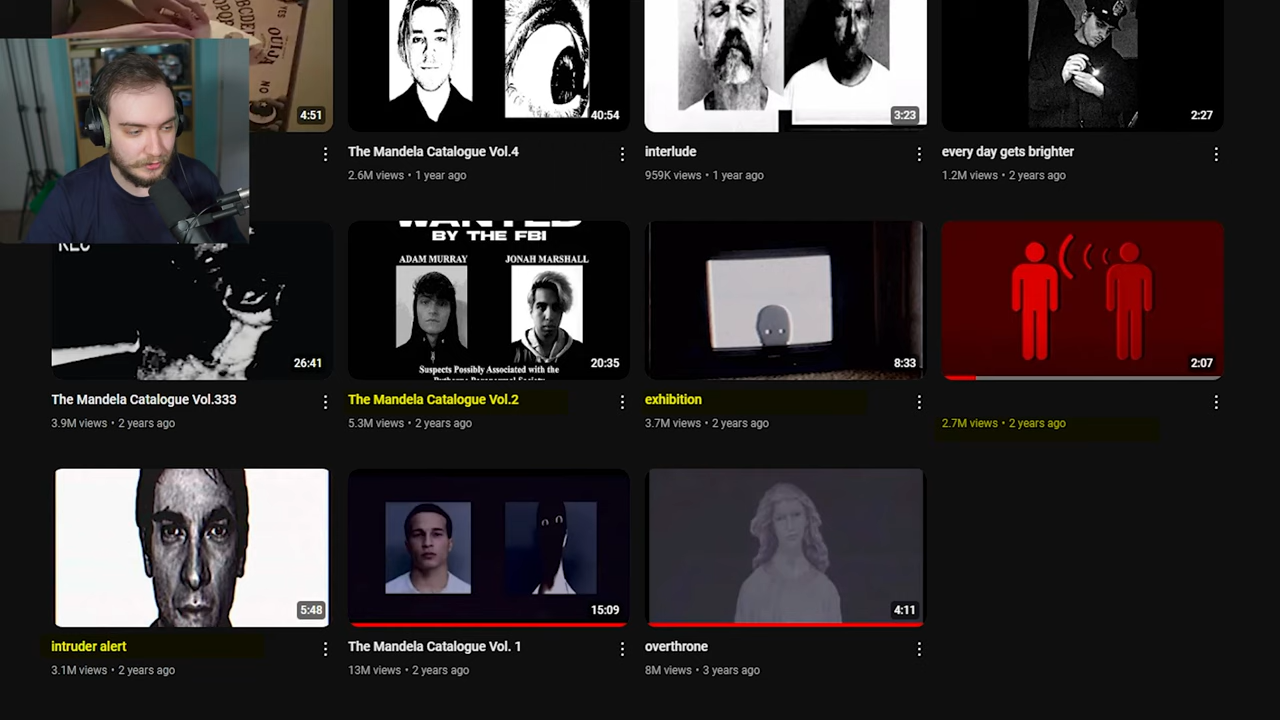 OUIJA
YES
NO
4:51
40:54
3:23
2:27
The Mandela Catalogue Vol.4
interlude
every day gets brighter
2.6M views • 1 year ago
959K views • 1 year ago
1.2M views • 2 years ago
REC
WANTED
BY THE FBI
ADAM MURRAY
JONAH MARSHALL
Suspects Possibly Associated with the
26:41
20:35
8:33
2:07
The Mandela Catalogue Vol.333
The Mandela Catalogue Vol.2
exhibition
3.9M views • 2 years ago
5.3M views • 2 years ago
3.7M views • 2 years ago
2.7M views • 2 years ago
5:48
15:09
4:11
intruder alert
The Mandela Catalogue Vol. 1
overthrone
3.1M views • 2 years ago
13M views • 2 years ago
8M views • 3 years ago